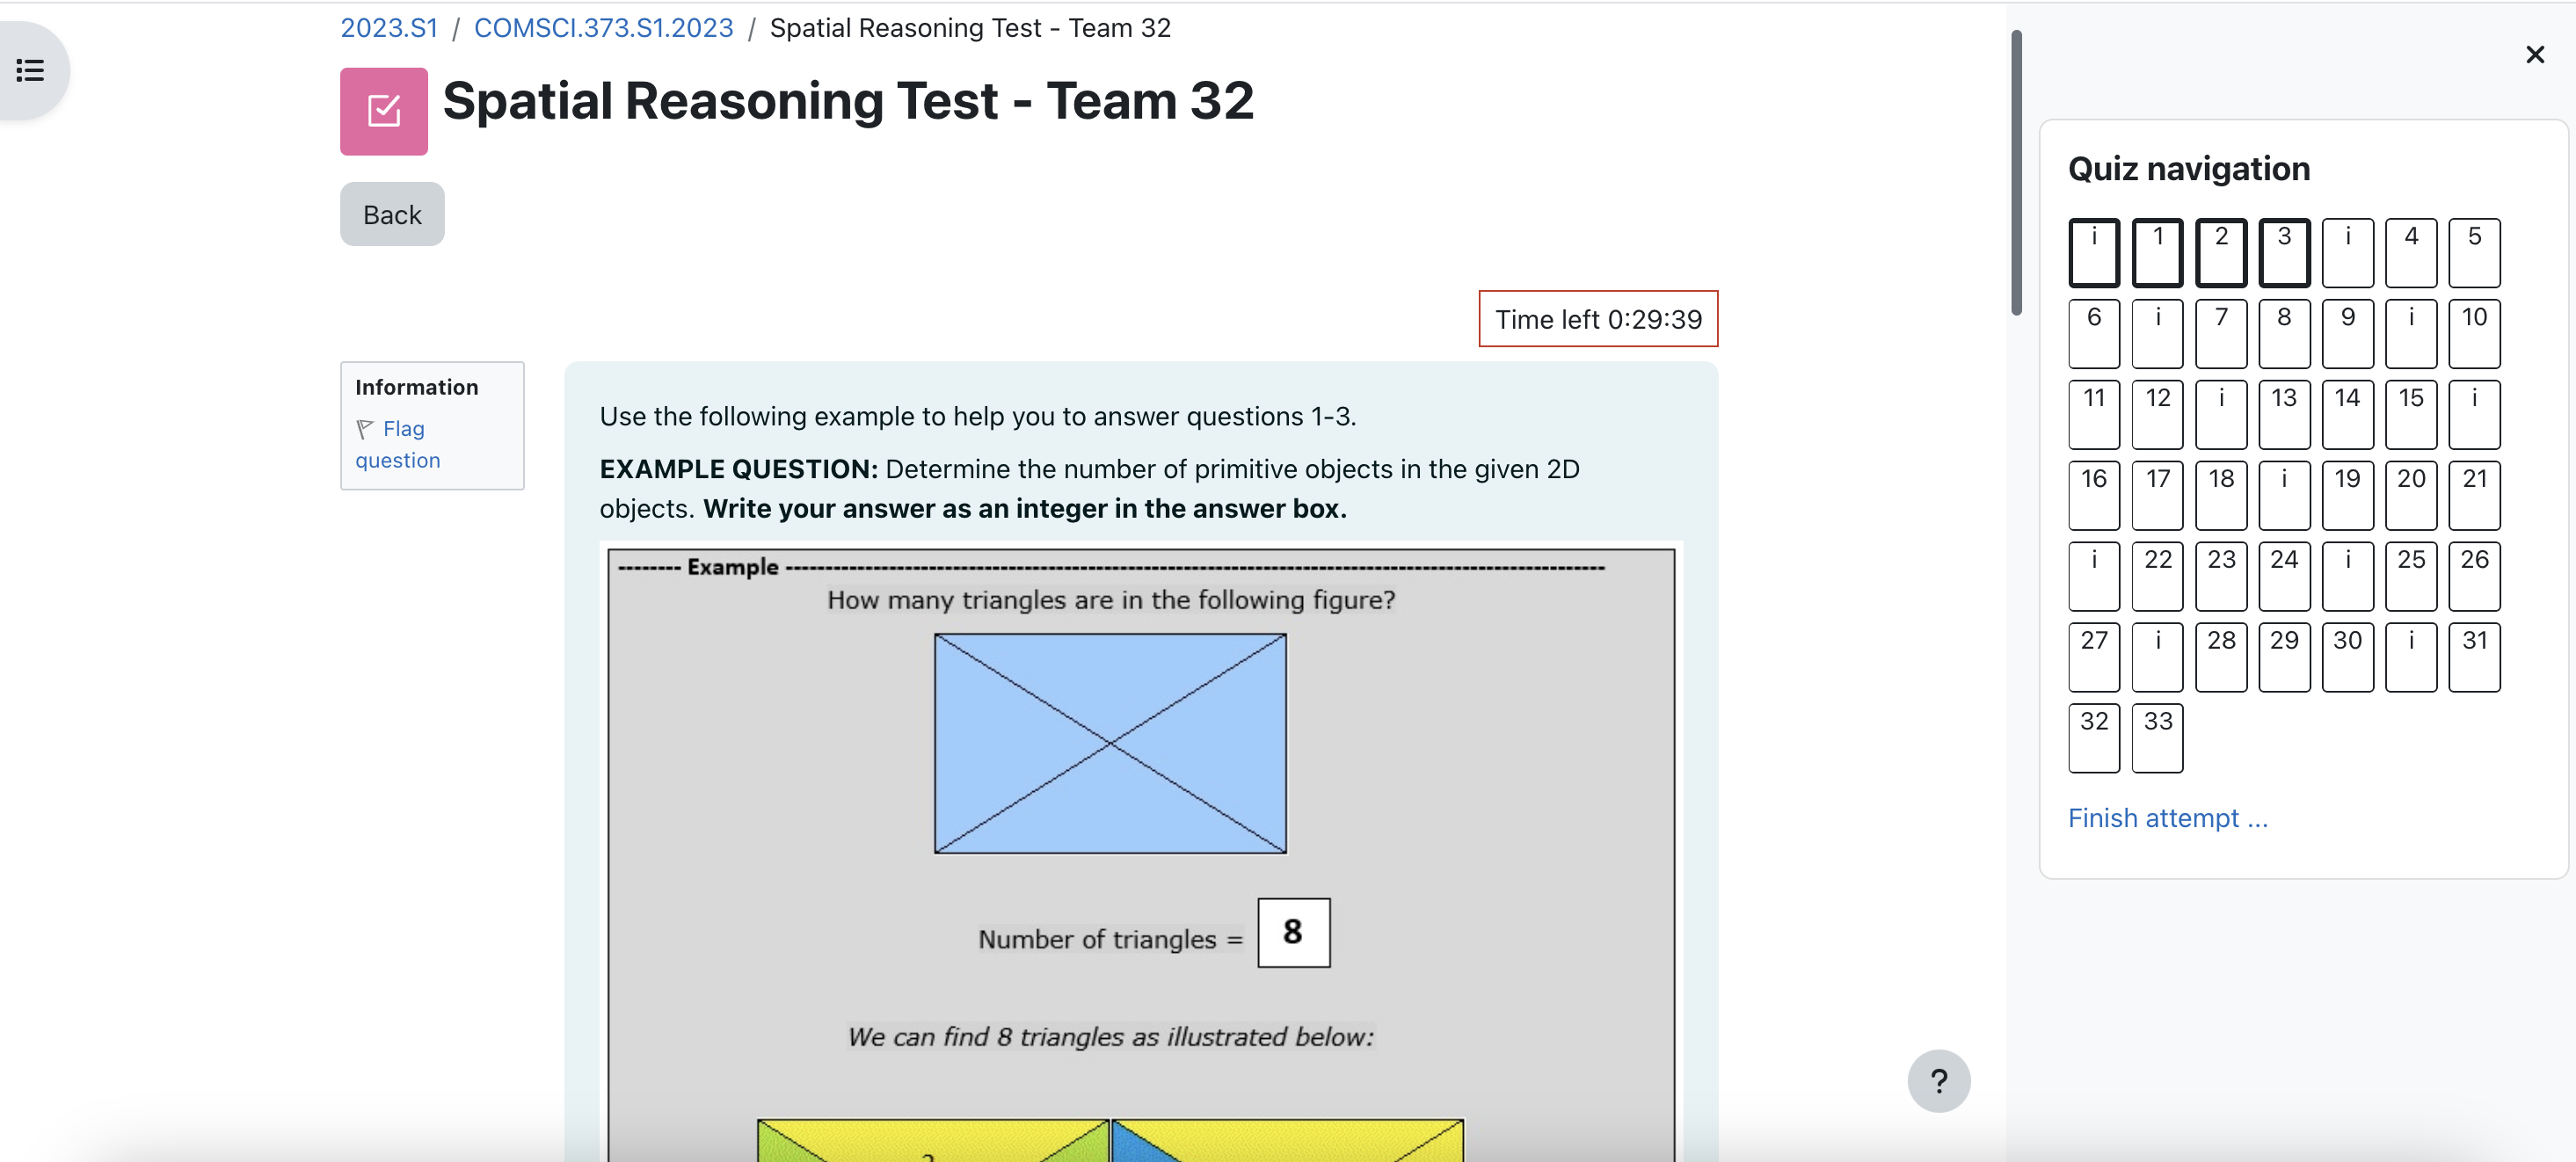 2023.S1 / COMSCI.373.S1.2023 / Spatial Reasoning Test - Team 32
Spatial Reasoning Test - Team 32
Back
Time left 0:29:39
Information
Flag
question
Use the following example to help you to answer questions 1-3.
EXAMPLE QUESTION: Determine the number of primitive objects in the given 2D
objects. Write your answer as an integer in the answer box.
-------- Example --------
How many triangles are in the following figure?
Number of triangles = 8
We can find 8 triangles as illustrated below:
?
Quiz navigation
i 1 2 3 i 4 5
6 i 7 8 9 i 10
11 12 i 13 14 15 i
16 17 18 i 19 20 21
i 22 23 24 i 25 26
27 i 28 29 30 i 31
32 33
Finish attempt ...